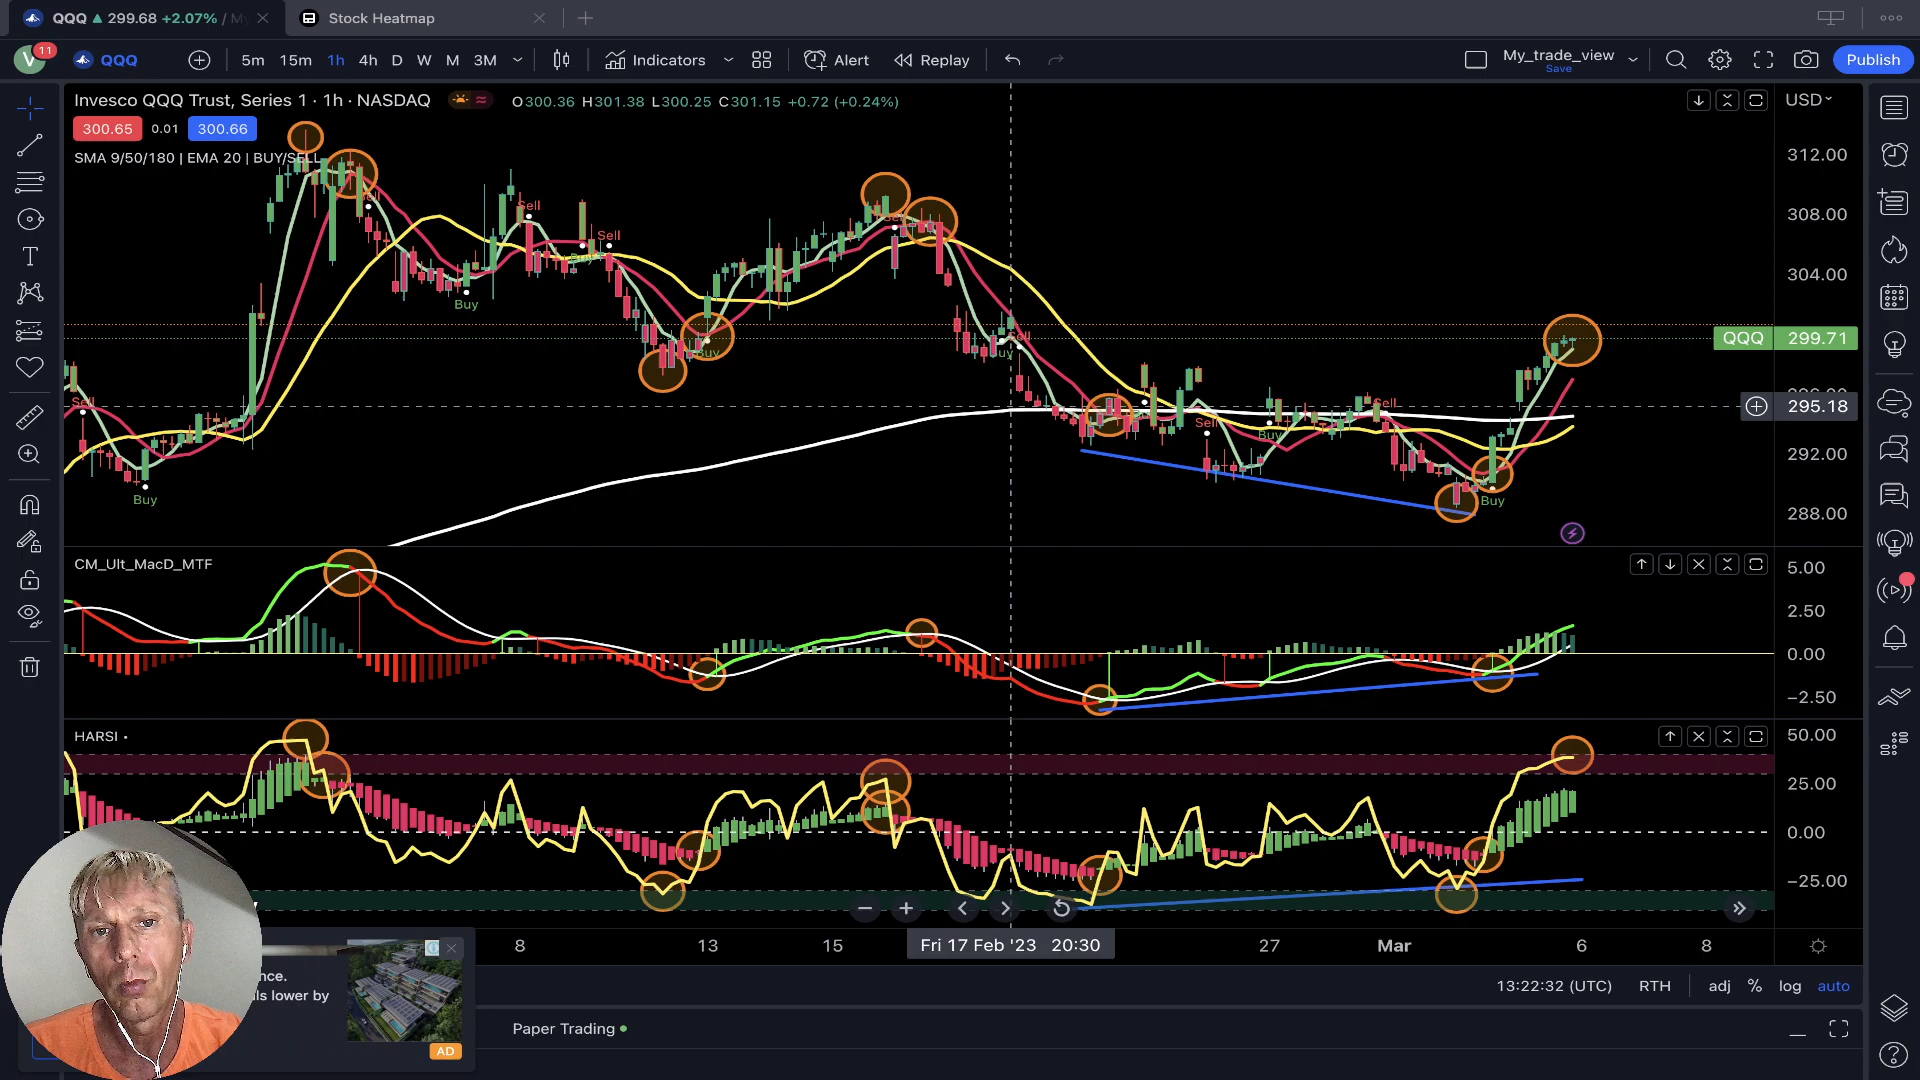 QQQ ▲ 299.68 +2.07% / M
Stock Heatmap
V 11 QQQ 5m 15m 1h 4h D W M 3M Indicators Alert Replay My_trade_view Save Publish
Invesco QQQ Trust, Series 1 · 1h · NASDAQ O300.36 H301.38 L300.25 C301.15 +0.72 (+0.24%) USD
300.65 0.01 300.66
SMA 9/50/180 | EMA 20 | BUY/SELL
312.00
308.00
304.00
QQQ 299.71
295.18
292.00
288.00
Sell
Sell
Sell
Buy
Buy
Buy
Sell
Sell
Sell
Buy
Buy
Buy
CM_Ult_MacD_MTF
5.00
2.50
0.00
−2.50
HARSI •
50.00
25.00
0.00
−25.00
8 13 15 Fri 17 Feb '23 20:30 27 Mar 6 8
nce.
ls lower by
AD
13:22:32 (UTC) RTH adj % log auto
Paper Trading